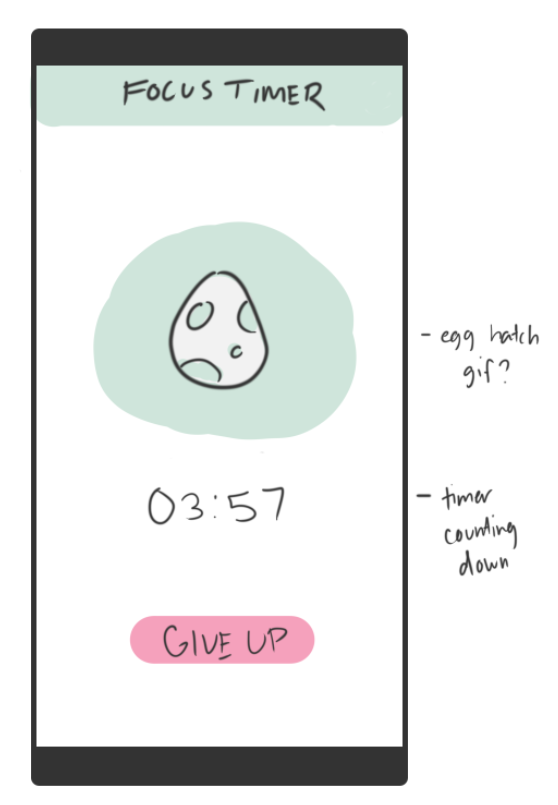 FOCUS TIMER
- egg hatch
gif?
03:57
- timer
counting
down
GIVE UP